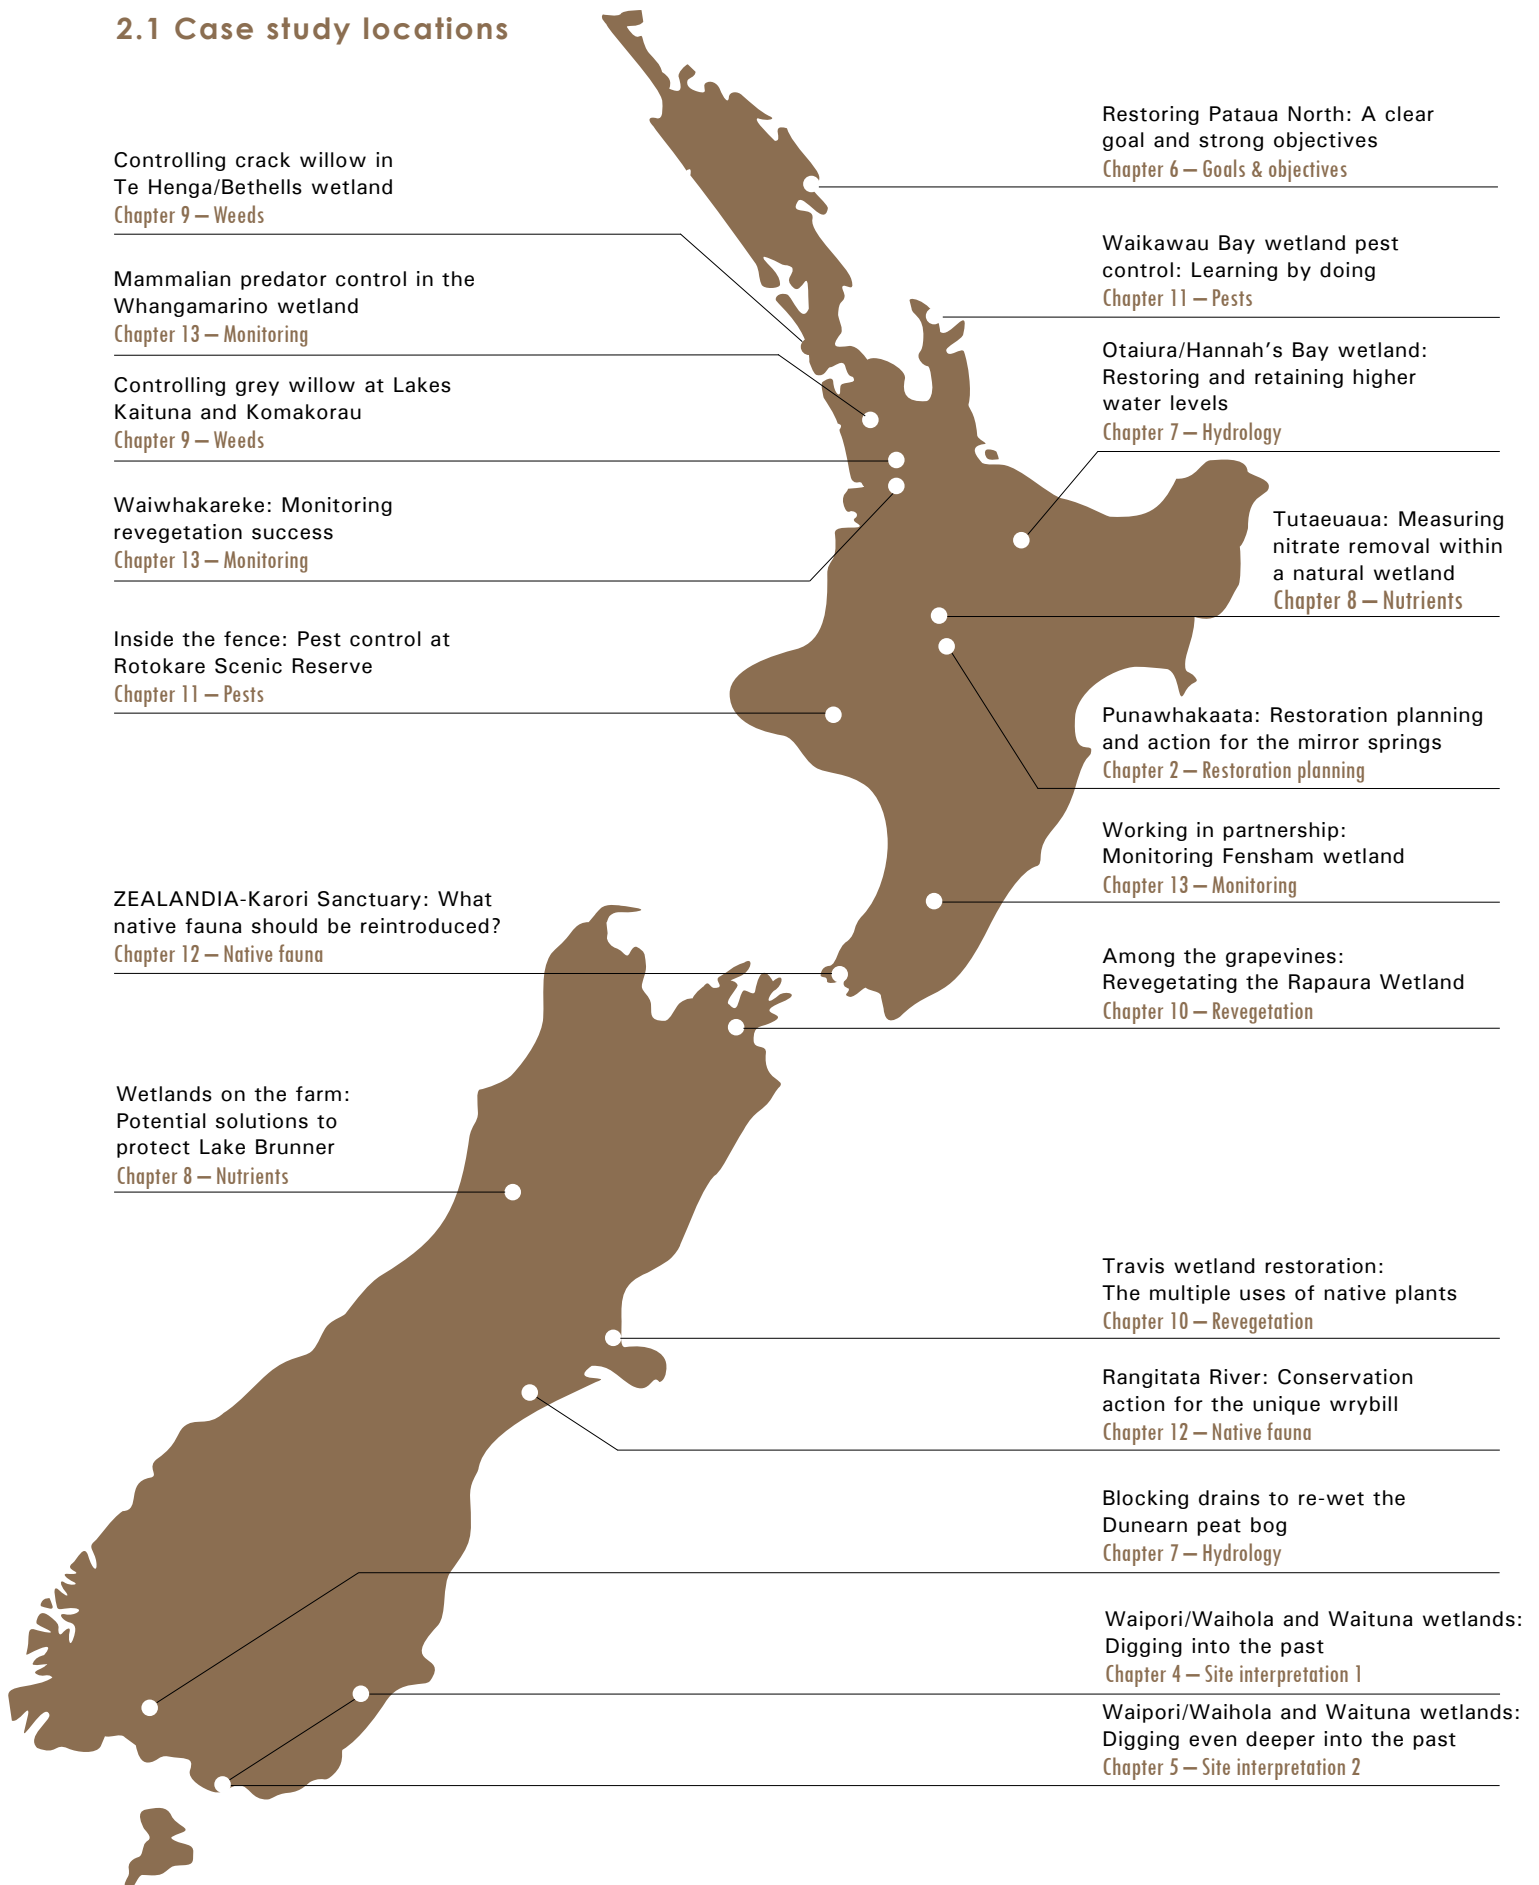 2.1 Case study locations
Controlling crack willow in
Te Henga/Bethells wetland
Chapter 9 – Weeds
Mammalian predator control in the
Whangamarino wetland
Chapter 13 – Monitoring
Controlling grey willow at Lakes
Kaituna and Komakorau
Chapter 9 – Weeds
Waiwhakareke: Monitoring
revegetation success
Chapter 13 – Monitoring
Inside the fence: Pest control at
Rotokare Scenic Reserve
Chapter 11 – Pests
ZEALANDIA-Karori Sanctuary: What
native fauna should be reintroduced?
Chapter 12 – Native fauna
Wetlands on the farm:
Potential solutions to
protect Lake Brunner
Chapter 8 – Nutrients
Restoring Pataua North: A clear
goal and strong objectives
Chapter 6 – Goals & objectives
Waikawau Bay wetland pest
control: Learning by doing
Chapter 11 – Pests
Otaiura/Hannah's Bay wetland:
Restoring and retaining higher
water levels
Chapter 7 – Hydrology
Tutaeuaua: Measuring
nitrate removal within
a natural wetland
Chapter 8 – Nutrients
Punawhakaata: Restoration planning
and action for the mirror springs
Chapter 2 – Restoration planning
Working in partnership:
Monitoring Fensham wetland
Chapter 13 – Monitoring
Among the grapevines:
Revegetating the Rapaura Wetland
Chapter 10 – Revegetation
Travis wetland restoration:
The multiple uses of native plants
Chapter 10 – Revegetation
Rangitata River: Conservation
action for the unique wrybill
Chapter 12 – Native fauna
Blocking drains to re-wet the
Dunearn peat bog
Chapter 7 – Hydrology
Waipori/Waihola and Waituna wetlands:
Digging into the past
Chapter 4 – Site interpretation 1
Waipori/Waihola and Waituna wetlands:
Digging even deeper into the past
Chapter 5 – Site interpretation 2